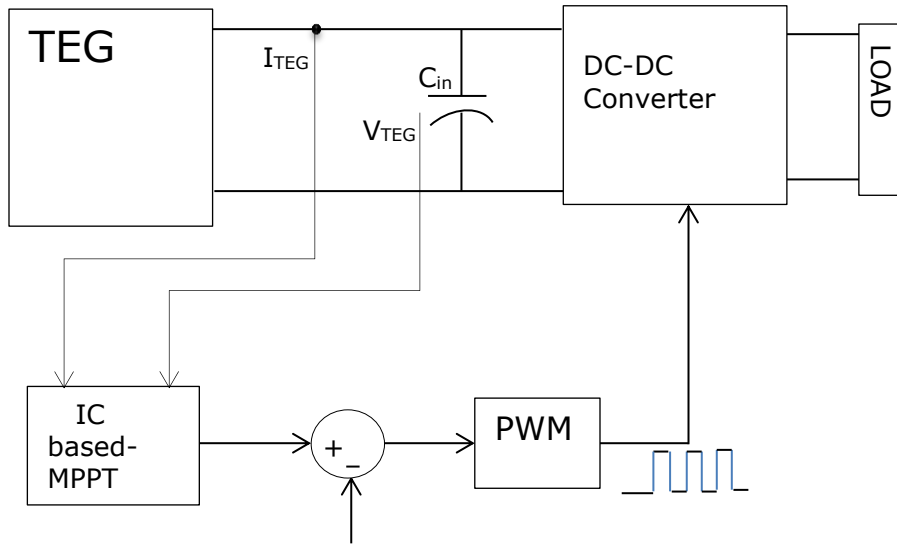 TEG
I_TEG
C_in
V_TEG
DC-DC
Converter
LOAD
IC
based-
MPPT
+
−
PWM